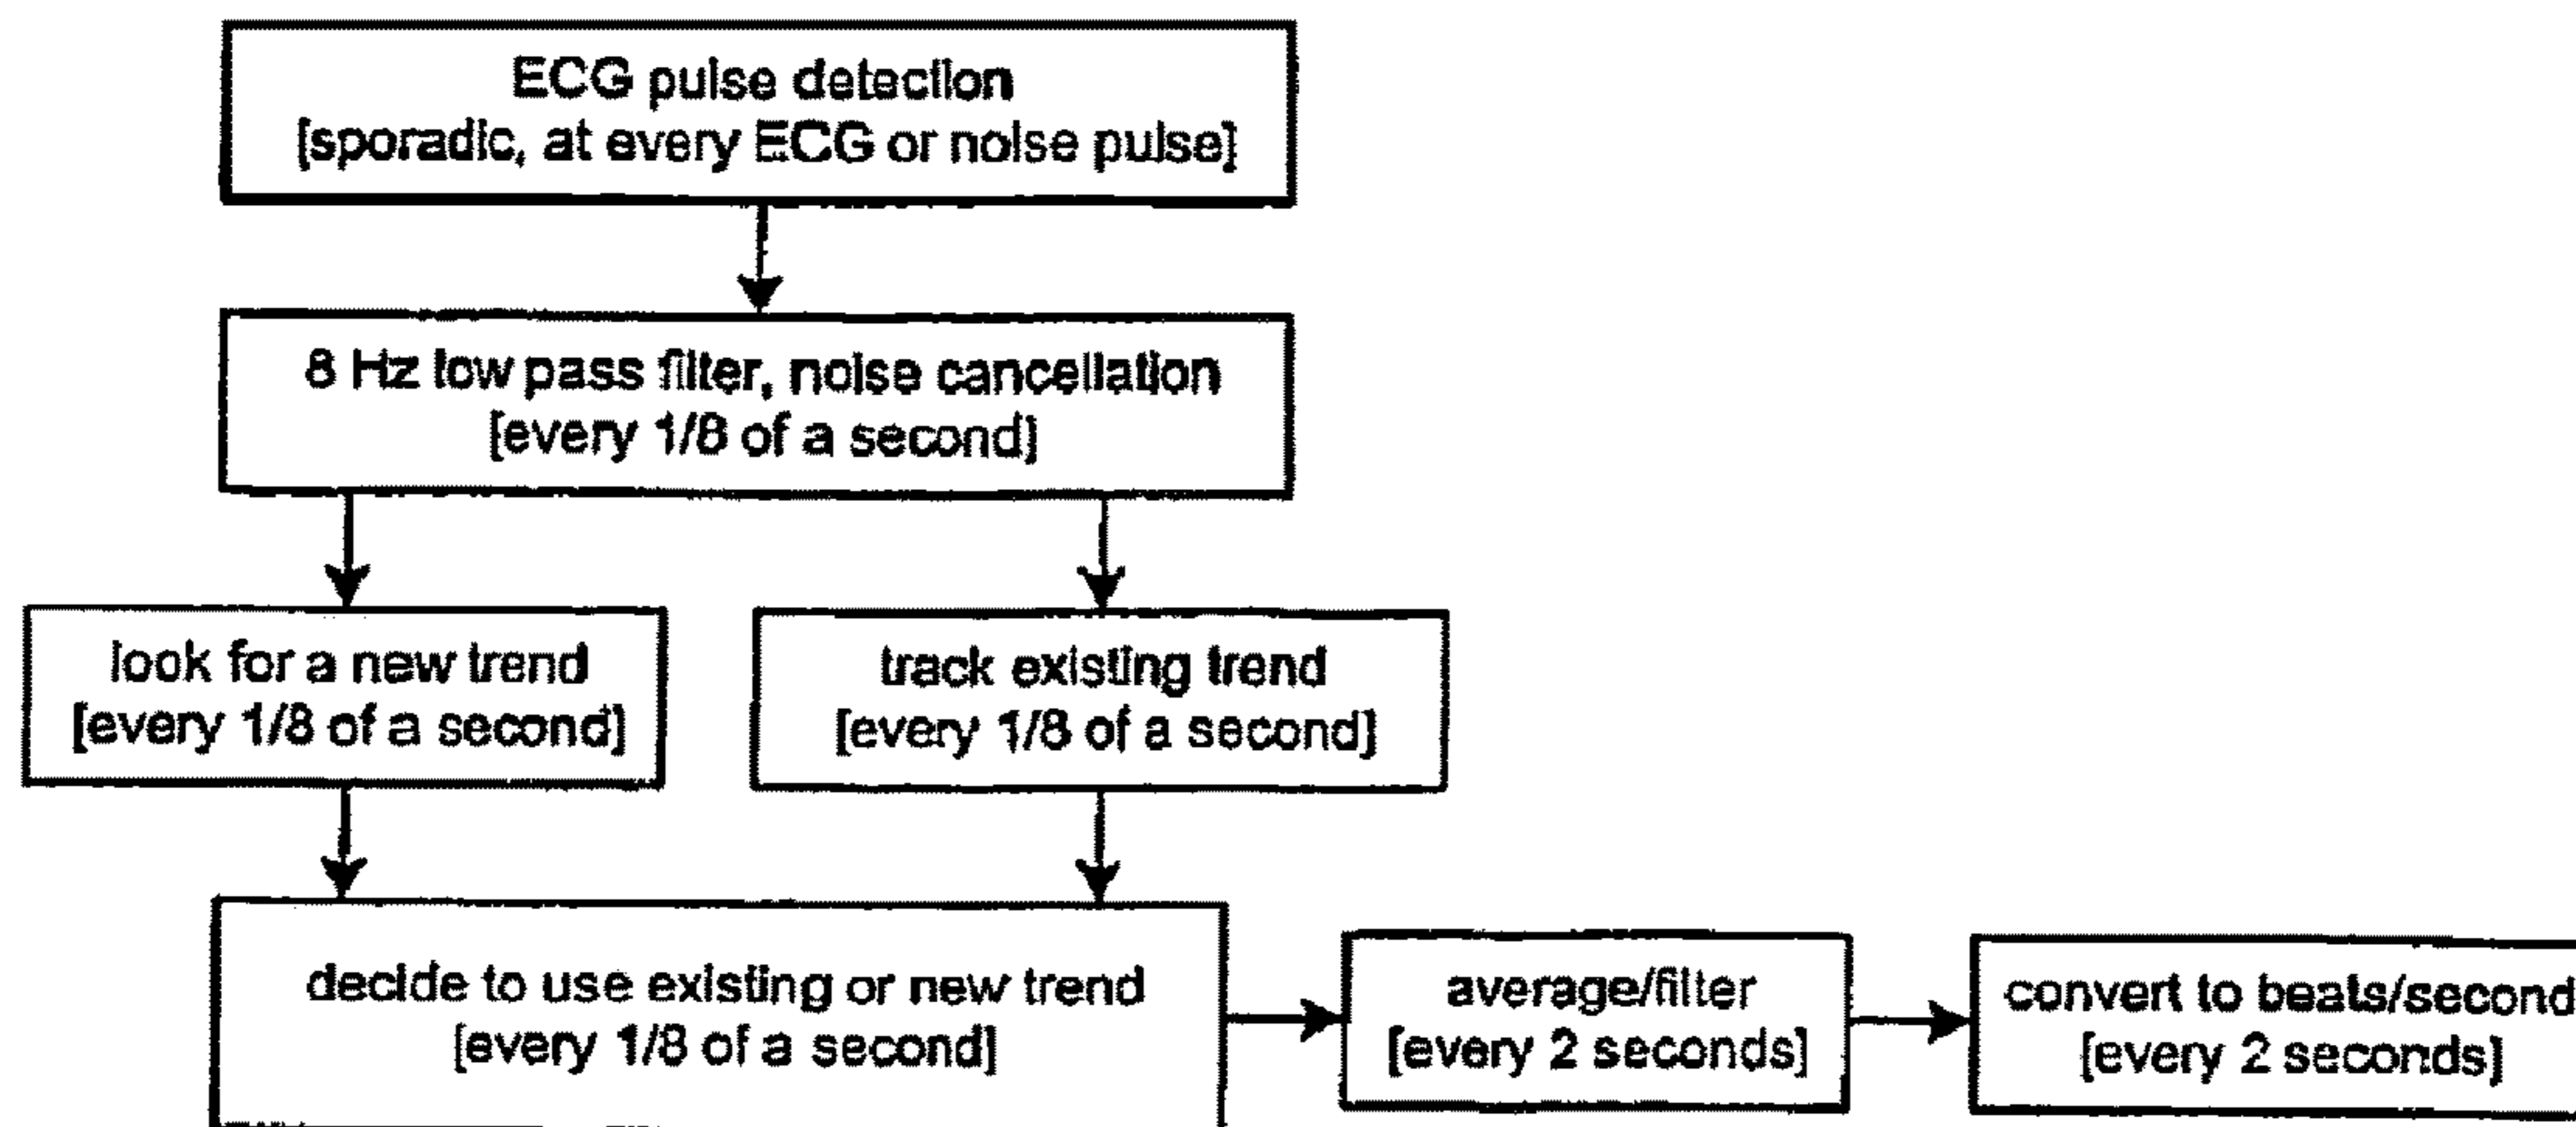 ECG pulse detection
[sporadic, at every ECG or noise pulse]
8 Hz low pass filter, noise cancellation
[every 1/8 of a second]
look for a new trend
[every 1/8 of a second]
track existing trend
[every 1/8 of a second]
decide to use existing or new trend
[every 1/8 of a second]
average/filter
[every 2 seconds]
convert to beats/second
[every 2 seconds]